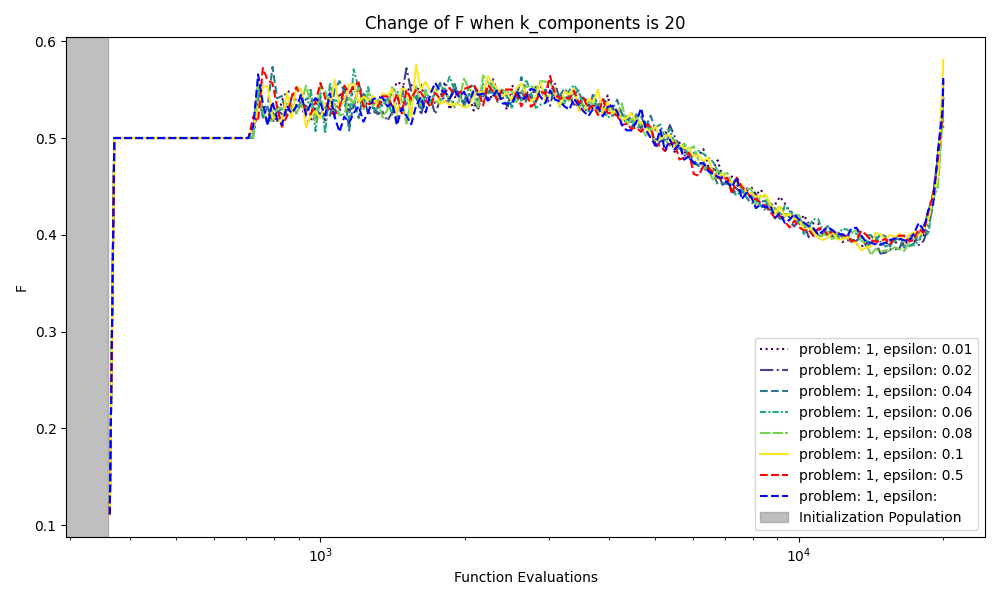 Change of F when k_components is 20
F
0.6
0.5
0.4
0.3
0.2
0.1
10³
10⁴
Function Evaluations
problem: 1, epsilon: 0.01
problem: 1, epsilon: 0.02
problem: 1, epsilon: 0.04
problem: 1, epsilon: 0.06
problem: 1, epsilon: 0.08
problem: 1, epsilon: 0.1
problem: 1, epsilon: 0.5
problem: 1, epsilon:
Initialization Population